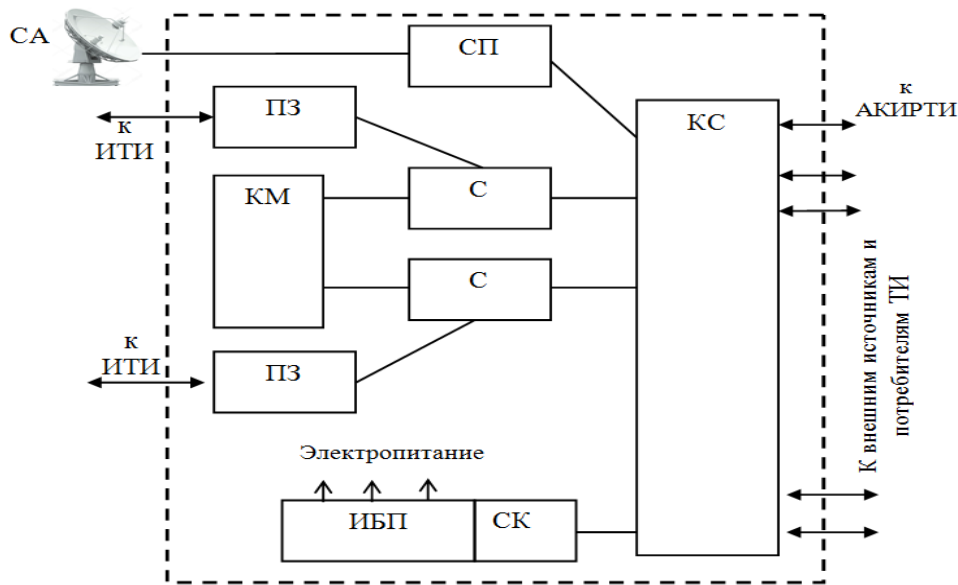 СА
СП
к
ИТИ
ПЗ
КС
к
АКИРТИ
КМ
С
С
к
ИТИ
ПЗ
К внешним источникам и
потребителям ТИ
Электропитание
ИБП
СК